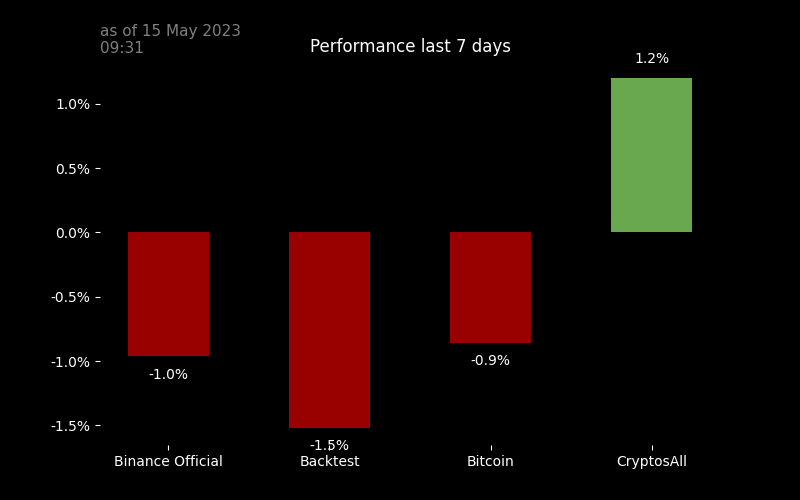 as of 15 May 2023
09:31
Performance last 7 days
1.2%
1.0%
0.5%
0.0%
-0.5%
-1.0%
-1.5%
-1.0%
-1.5%
-0.9%
Binance Official
Backtest
Bitcoin
CryptosAll